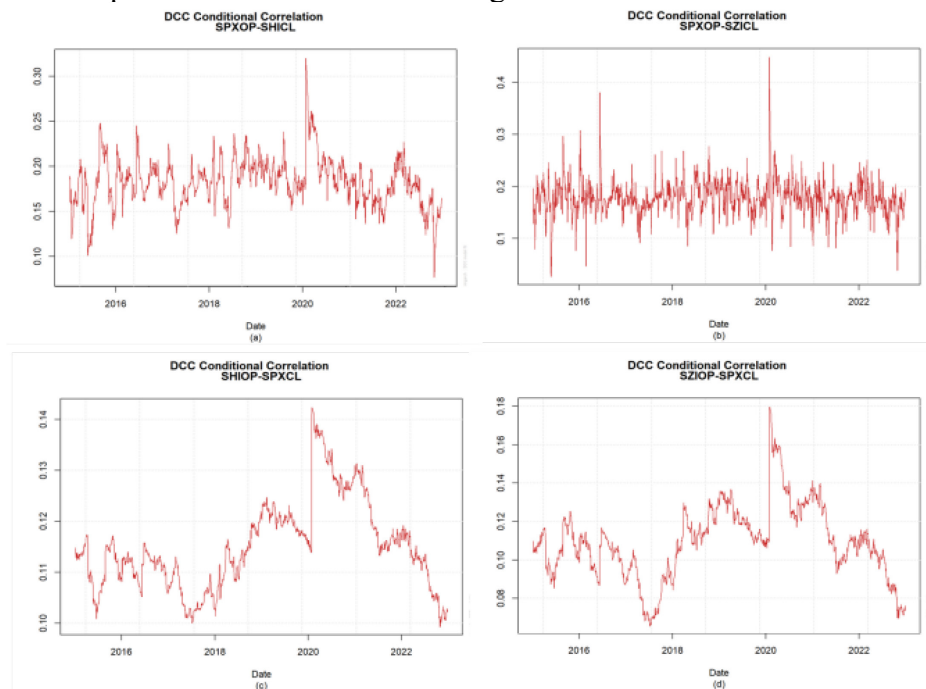 DCC Conditional Correlation
SPXOP-SHICL
0.30
0.25
0.20
0.15
0.10
2016
2018
2020
2022
Date
(a)
DCC Conditional Correlation
SPXOP-SZICL
0.4
0.3
0.2
0.1
2016
2018
2020
2022
Date
(b)
DCC Conditional Correlation
SHIOP-SPXCL
0.14
0.13
0.12
0.11
0.10
2016
2018
2020
2022
Date
(c)
DCC Conditional Correlation
SZIOP-SPXCL
0.18
0.16
0.14
0.12
0.10
0.08
2016
2018
2020
2022
Date
(d)